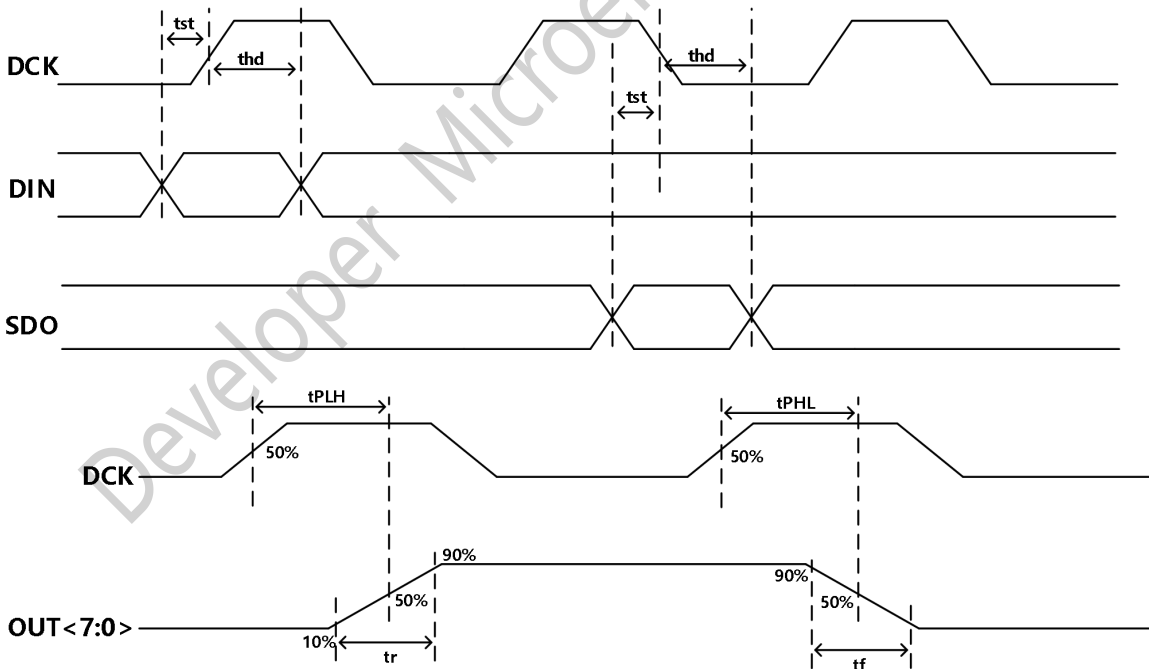 tst
DCK
thd
thd
tst
DIN
SDO
tPLH
tPHL
50%
50%
DCK
90%
90%
50%
50%
OUT<7:0>
10%
tr
tf
Developer